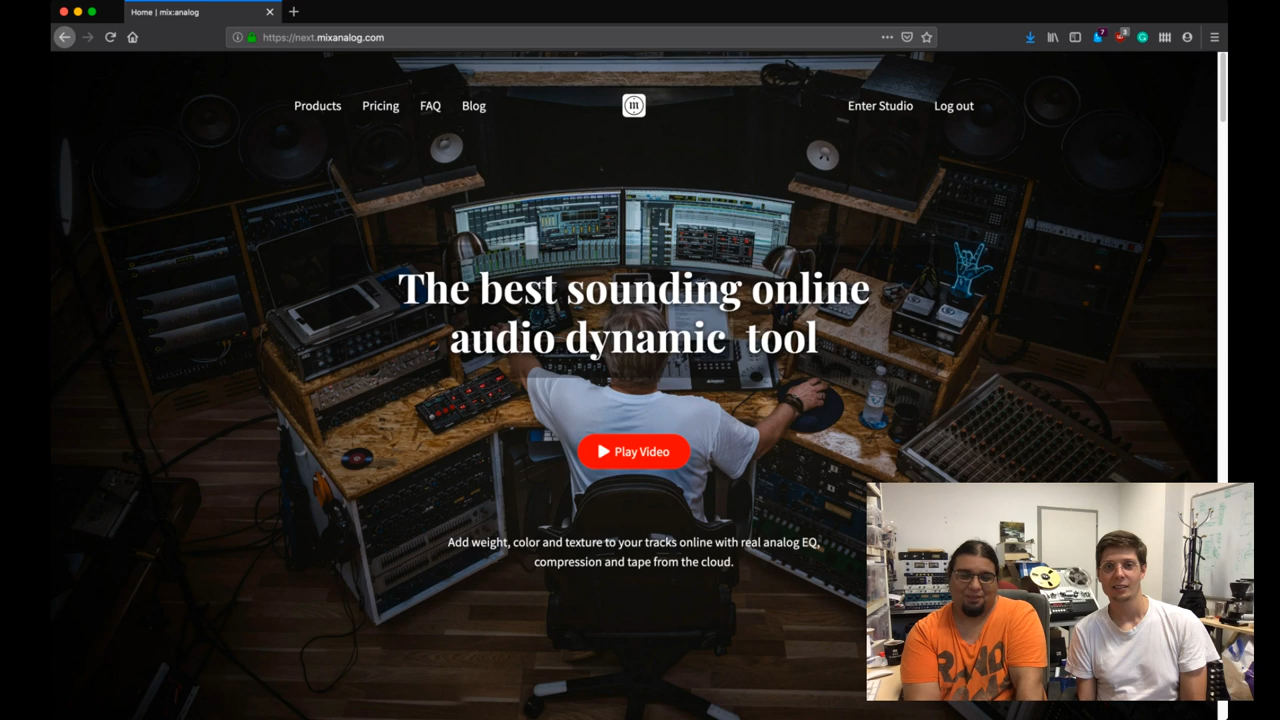 Home | mix:analog
https://next.mixanalog.com
7
3
Products
Pricing
FAQ
Blog
m
Enter Studio
Log out
The best sounding online
audio dynamic tool
Play Video
Add weight, color and texture to your tracks online with real analog EQ,
compression and tape from the cloud.